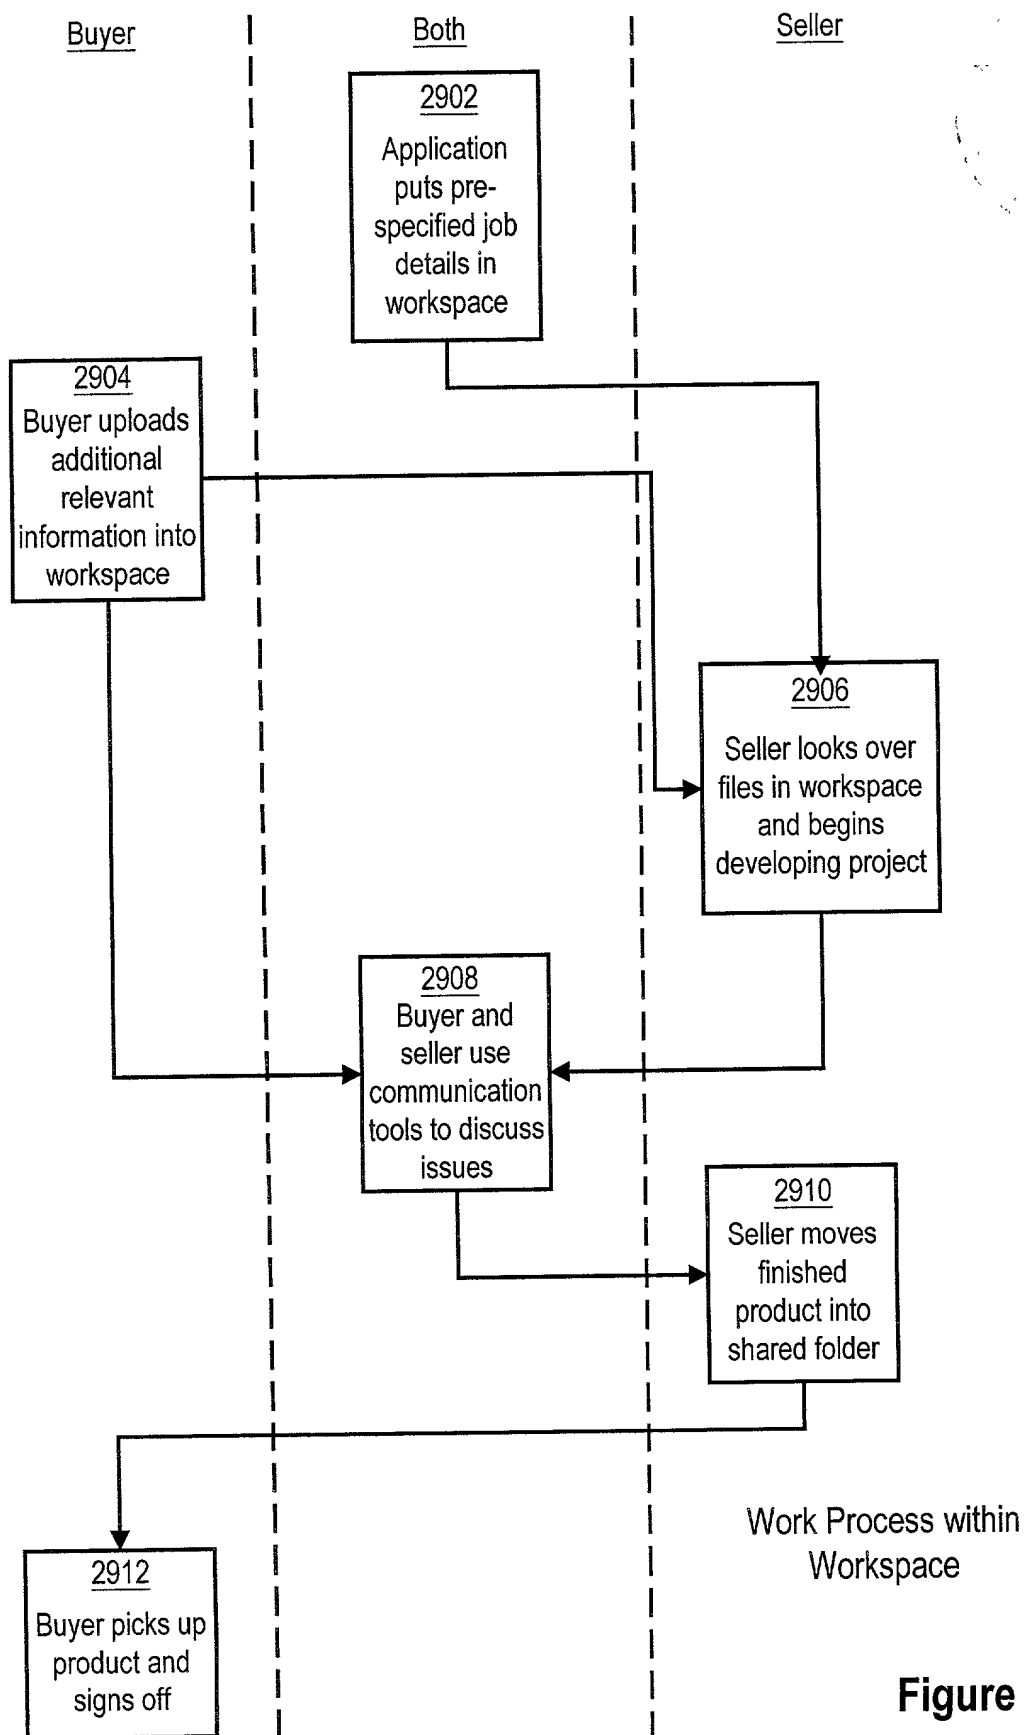 Buyer
Both
Seller
2902
Application
puts pre-
specified job
details in
workspace
2904
Buyer uploads
additional
relevant
information into
workspace
2906
Seller looks over
files in workspace
and begins
developing project
2908
Buyer and
seller use
communication
tools to discuss
issues
2910
Seller moves
finished
product into
shared folder
2912
Buyer picks up
product and
signs off
Work Process within
Workspace
Figure